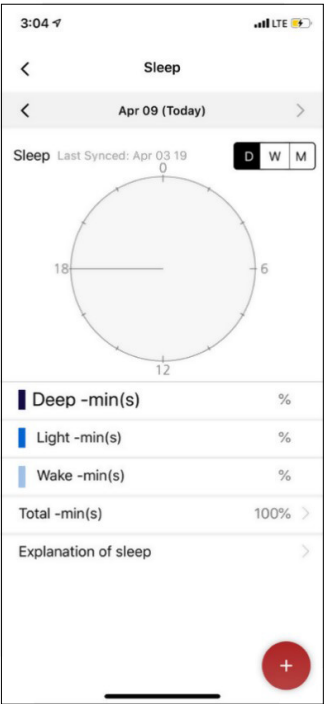 3:04 LTE
Sleep
Apr 09 (Today)
Sleep Last Synced: Apr 03 19
D W M
0
18 6
12
Deep -min(s) %
Light -min(s) %
Wake -min(s) %
Total -min(s) 100%
Explanation of sleep
+